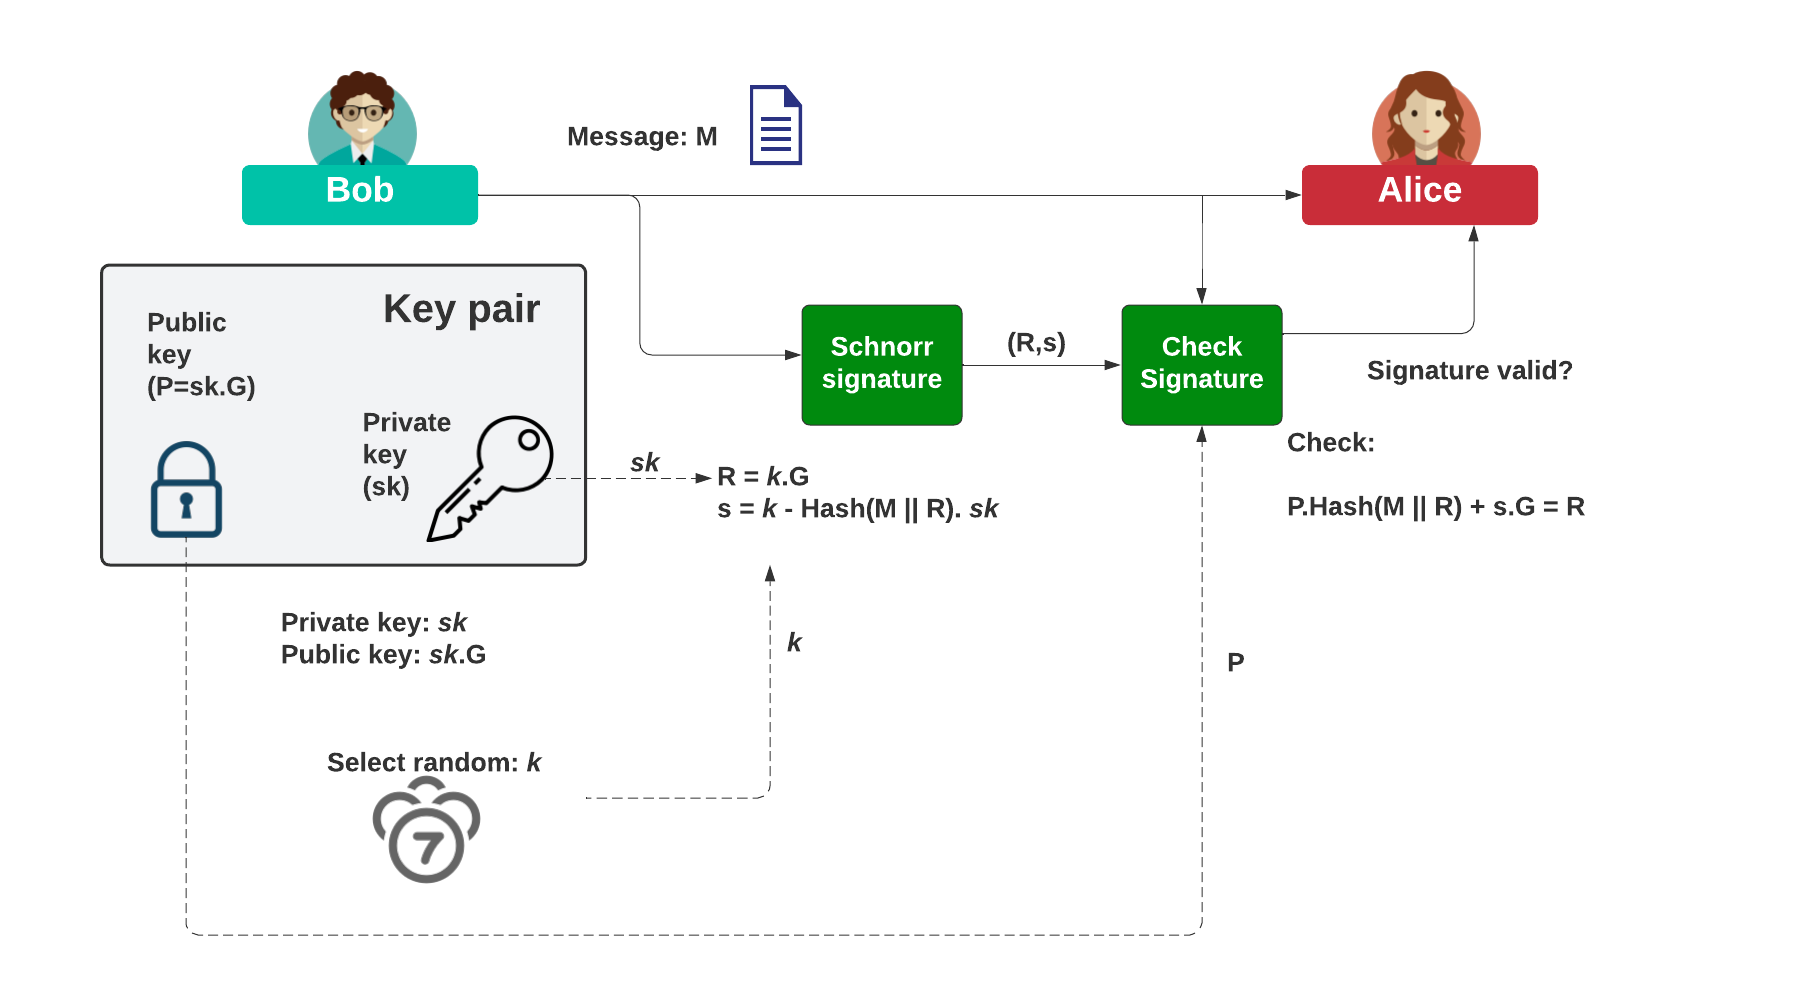 Message: M
Bob
Alice
Key pair
Public
key
(P=sk.G)
Private
key
(sk)
Schnorr
signature
(R,s)
Check
Signature
Signature valid?
Check:
P.Hash(M || R) + s.G = R
sk
R = k.G
s = k - Hash(M || R). sk
Private key: sk
Public key: sk.G
k
P
Select random: k
7